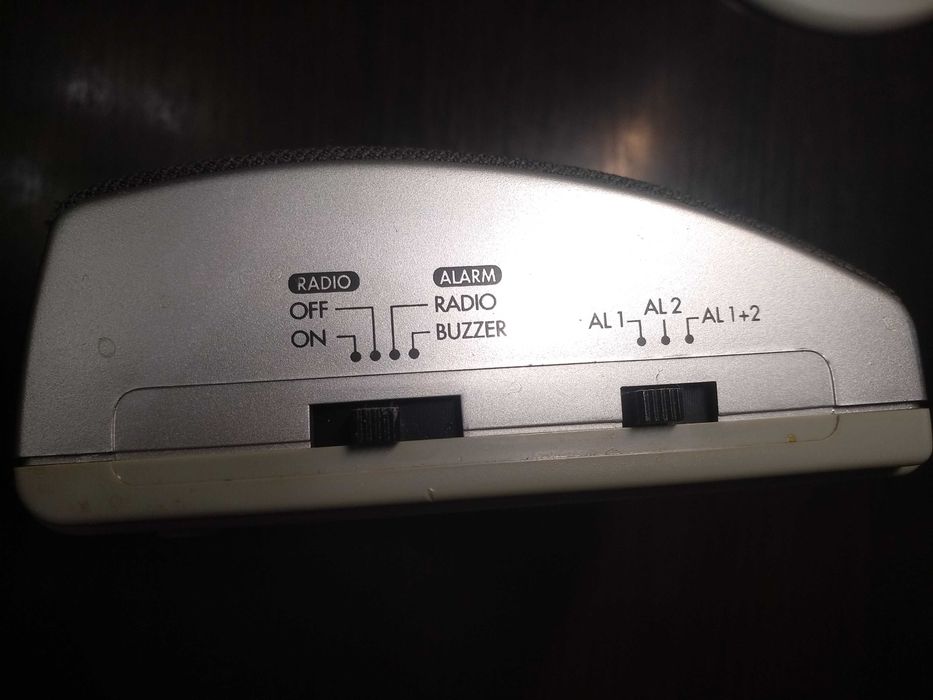 RADIO
OFF
ON
ALARM
RADIO
BUZZER
AL 1
AL 2
AL 1+2